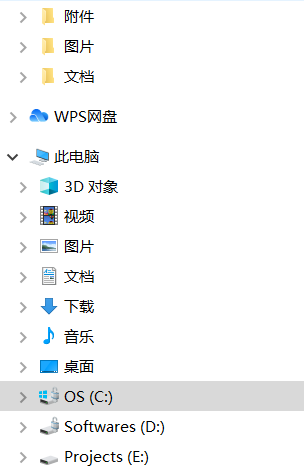 附件
图片
文档
WPS网盘
此电脑
3D 对象
视频
图片
文档
下载
音乐
桌面
OS (C:)
Softwares (D:)
Projects (E:)